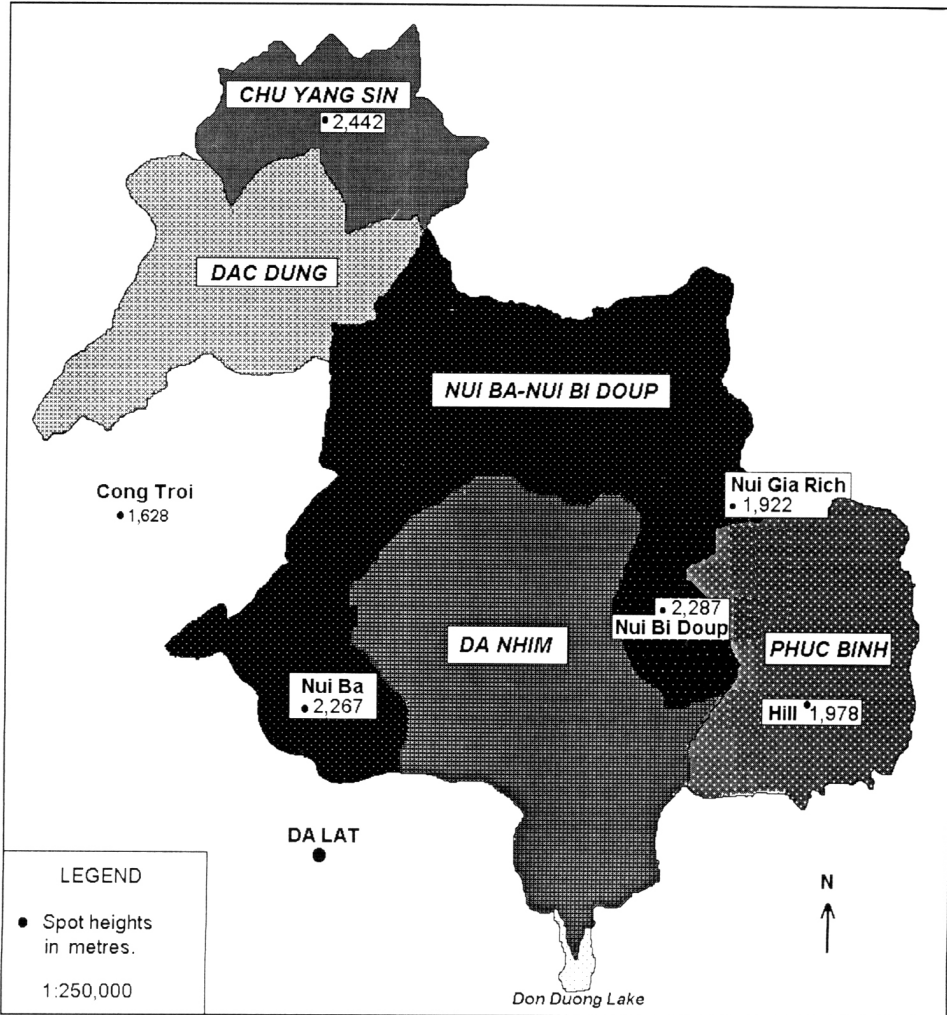 CHU YANG SIN
2,442
DAC DUNG
NUI BA-NUI BI DOUP
Cong Troi
1,628
Nui Gia Rich
1,922
2,287
Nui Bi Doup
DA NHIM
PHUC BINH
Nui Ba
2,267
Hill 1,978
DA LAT
LEGEND
Spot heights
in metres.
1:250,000
N
Don Duong Lake